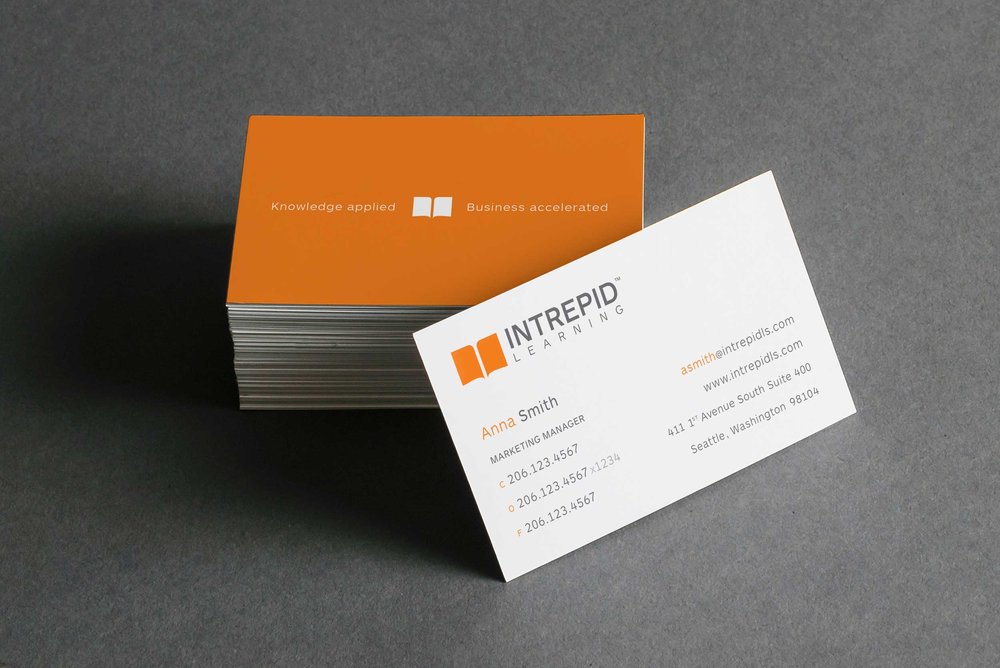 Knowledge applied Business accelerated
INTREPID™
LEARNING
Anna Smith
MARKETING MANAGER
C 206.123.4567
O 206.123.4567 x1234
F 206.123.4567
asmith@intrepidls.com
www.intrepidls.com
411 1ST Avenue South Suite 400
Seattle, Washington 98104